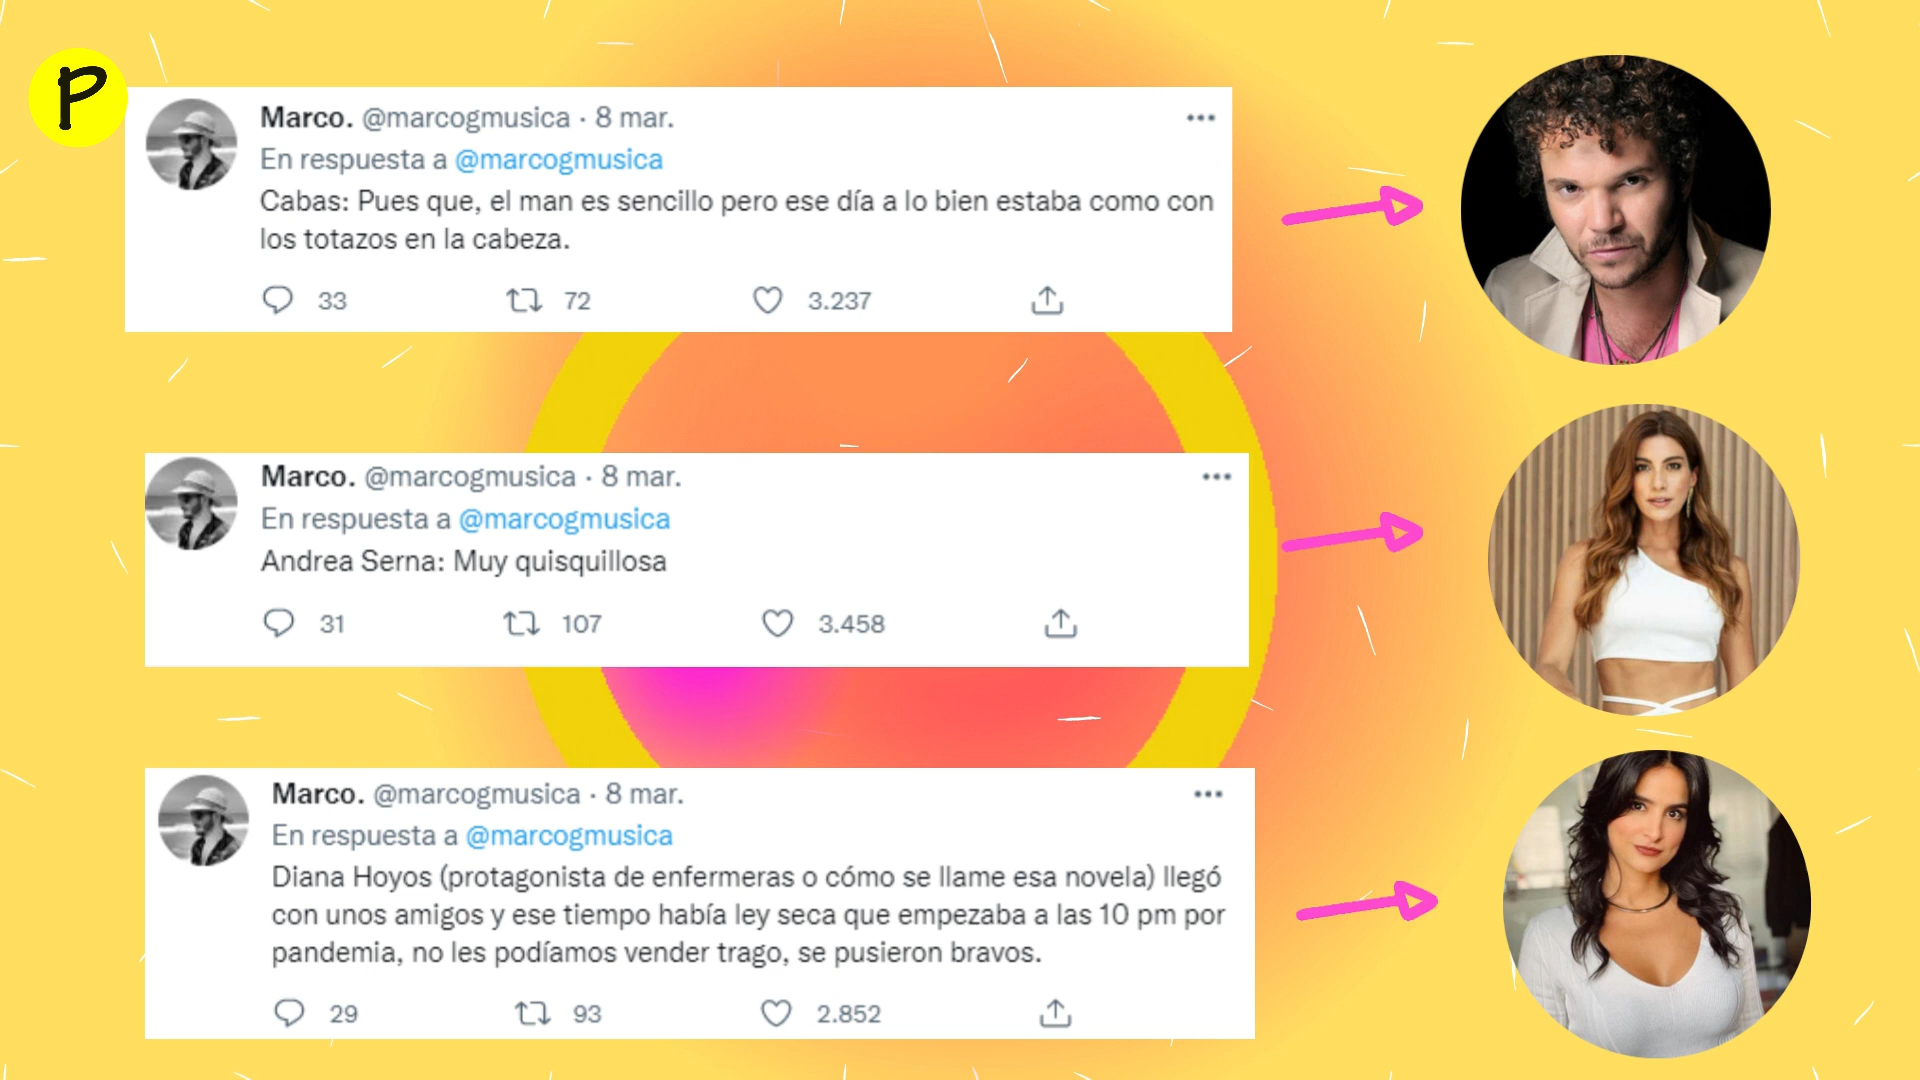 P
Marco. @marcogmusica · 8 mar.
En respuesta a @marcogmusica
Cabas: Pues que, el man es sencillo pero ese día a lo bien estaba como con
los totazos en la cabeza.
33 72 3.237
Marco. @marcogmusica · 8 mar.
En respuesta a @marcogmusica
Andrea Serna: Muy quisquillosa
31 107 3.458
Marco. @marcogmusica · 8 mar.
En respuesta a @marcogmusica
Diana Hoyos (protagonista de enfermeras o cómo se llame esa novela) llegó
con unos amigos y ese tiempo había ley seca que empezaba a las 10 pm por
pandemia, no les podíamos vender trago, se pusieron bravos.
29 93 2.852